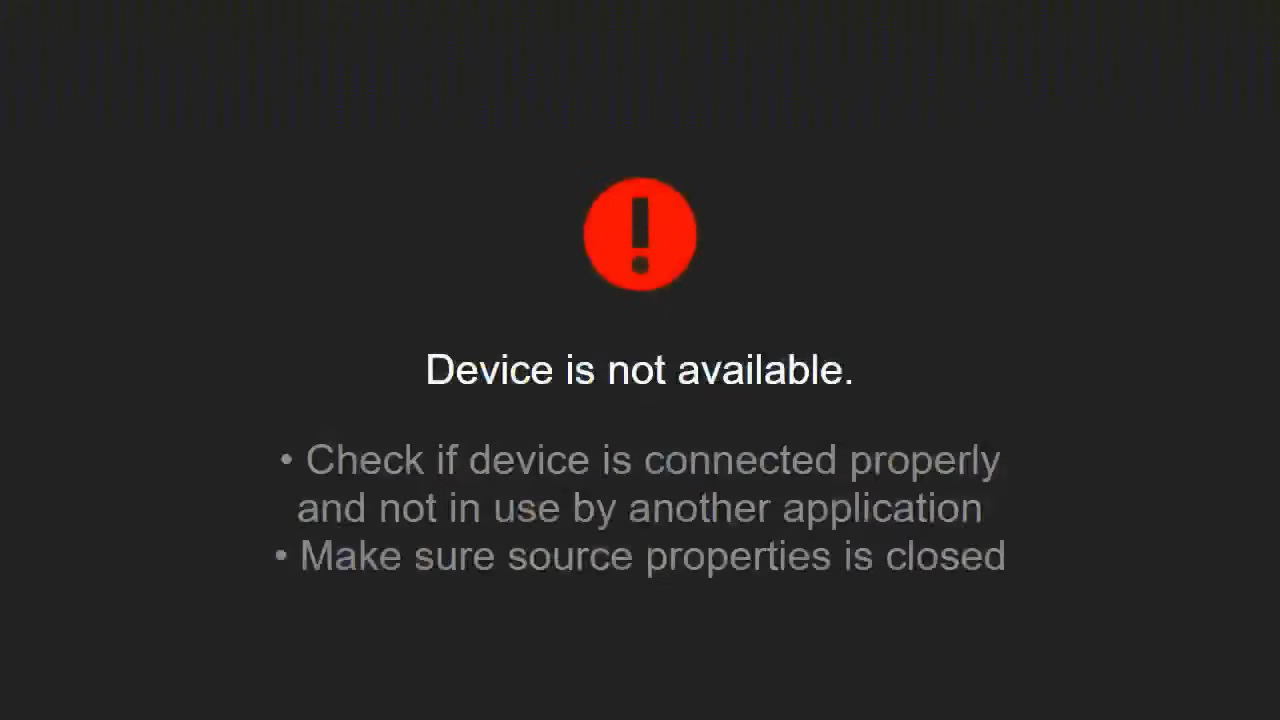 Device is not available.
• Check if device is connected properly
and not in use by another application
• Make sure source properties is closed